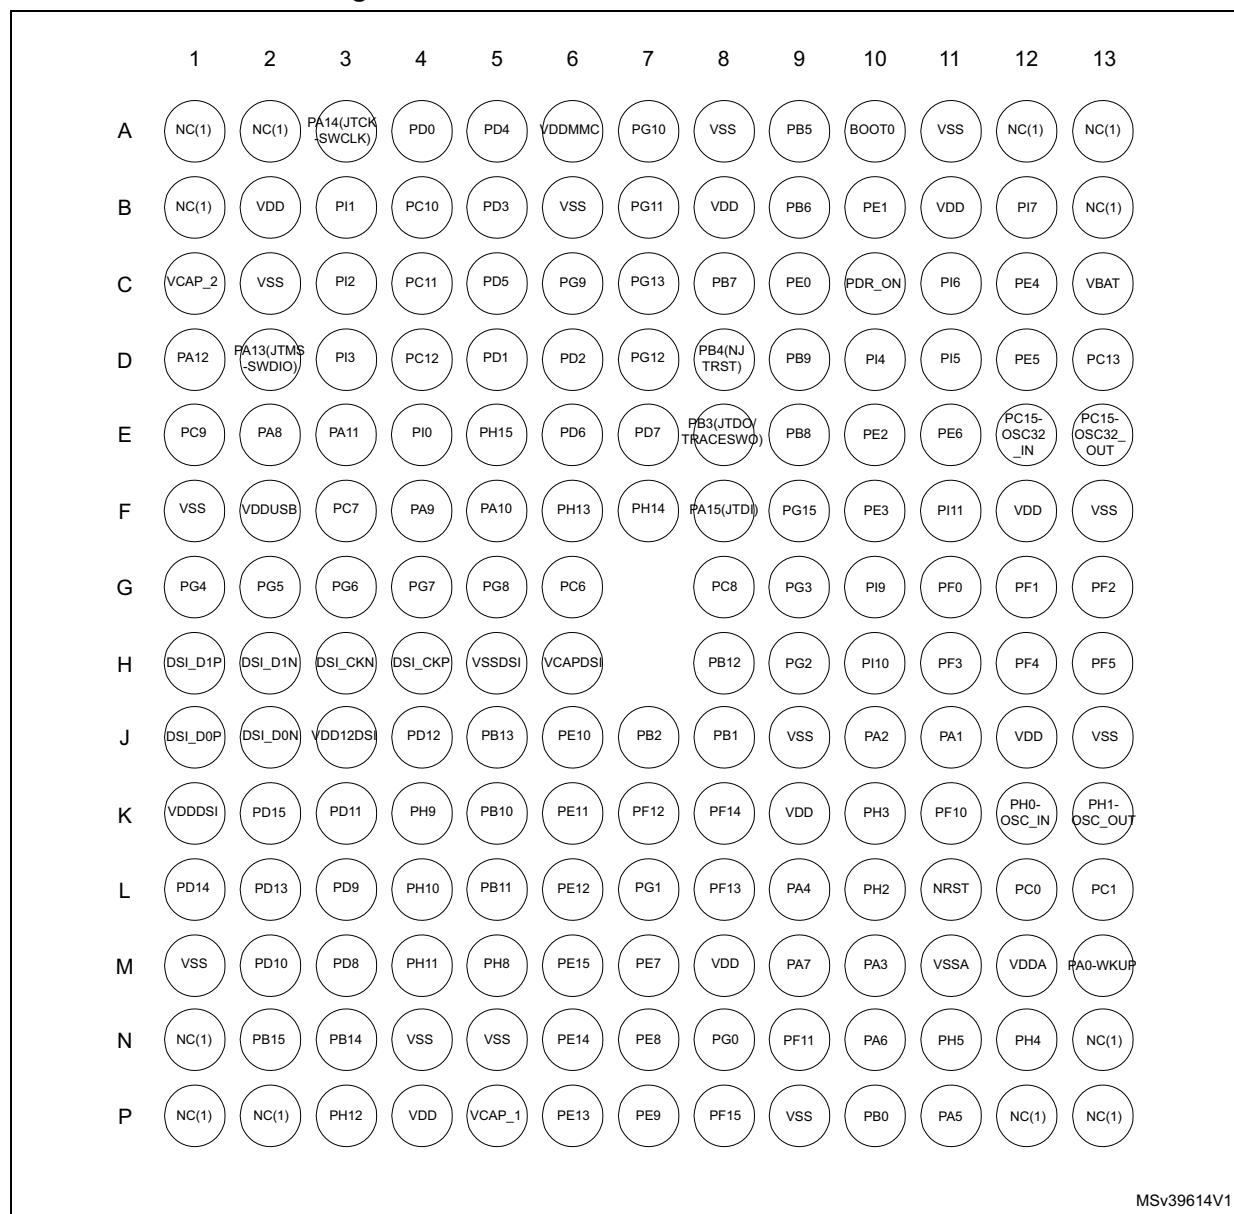 1 2 3 4 5 6 7 8 9 10 11 12 13
A NC(1) NC(1) PA14(JTCK-SWCLK) PD0 PD4 VDDMMC PG10 VSS PB5 BOOT0 VSS NC(1) NC(1)
B NC(1) VDD PI1 PC10 PD3 VSS PG11 VDD PB6 PE1 VDD PI7 NC(1)
C VCAP_2 VSS PI2 PC11 PD5 PG9 PG13 PB7 PE0 PDR_ON PI6 PE4 VBAT
D PA12 PA13(JTMS-SWDIO) PI3 PC12 PD1 PD2 PG12 PB4(NJTRST) PB9 PI4 PI5 PE5 PC13
E PC9 PA8 PA11 PI0 PH15 PD6 PD7 PB3(JTDO/TRACESWO) PB8 PE2 PE6 PC15-OSC32_IN PC15-OSC32_OUT
F VSS VDDUSB PC7 PA9 PA10 PH13 PH14 PA15(JTDI) PG15 PE3 PI11 VDD VSS
G PG4 PG5 PG6 PG7 PG8 PC6 PC8 PG3 PI9 PF0 PF1 PF2
H DSI_D1P DSI_D1N DSI_CKN DSI_CKP VSSDSI VCAPDSI PB12 PG2 PI10 PF3 PF4 PF5
J DSI_D0P DSI_D0N VDD12DSI PD12 PB13 PE10 PB2 PB1 VSS PA2 PA1 VDD VSS
K VDDDSI PD15 PD11 PH9 PB10 PE11 PF12 PF14 VDD PH3 PF10 PH0-OSC_IN PH1-OSC_OUT
L PD14 PD13 PD9 PH10 PB11 PE12 PG1 PF13 PA4 PH2 NRST PC0 PC1
M VSS PD10 PD8 PH11 PH8 PE15 PE7 VDD PA7 PA3 VSSA VDDA PA0-WKUP
N NC(1) PB15 PB14 VSS VSS PE14 PE8 PG0 PF11 PA6 PH5 PH4 NC(1)
P NC(1) NC(1) PH12 VDD VCAP_1 PE13 PE9 PF15 VSS PB0 PA5 NC(1) NC(1)
MSv39614V1